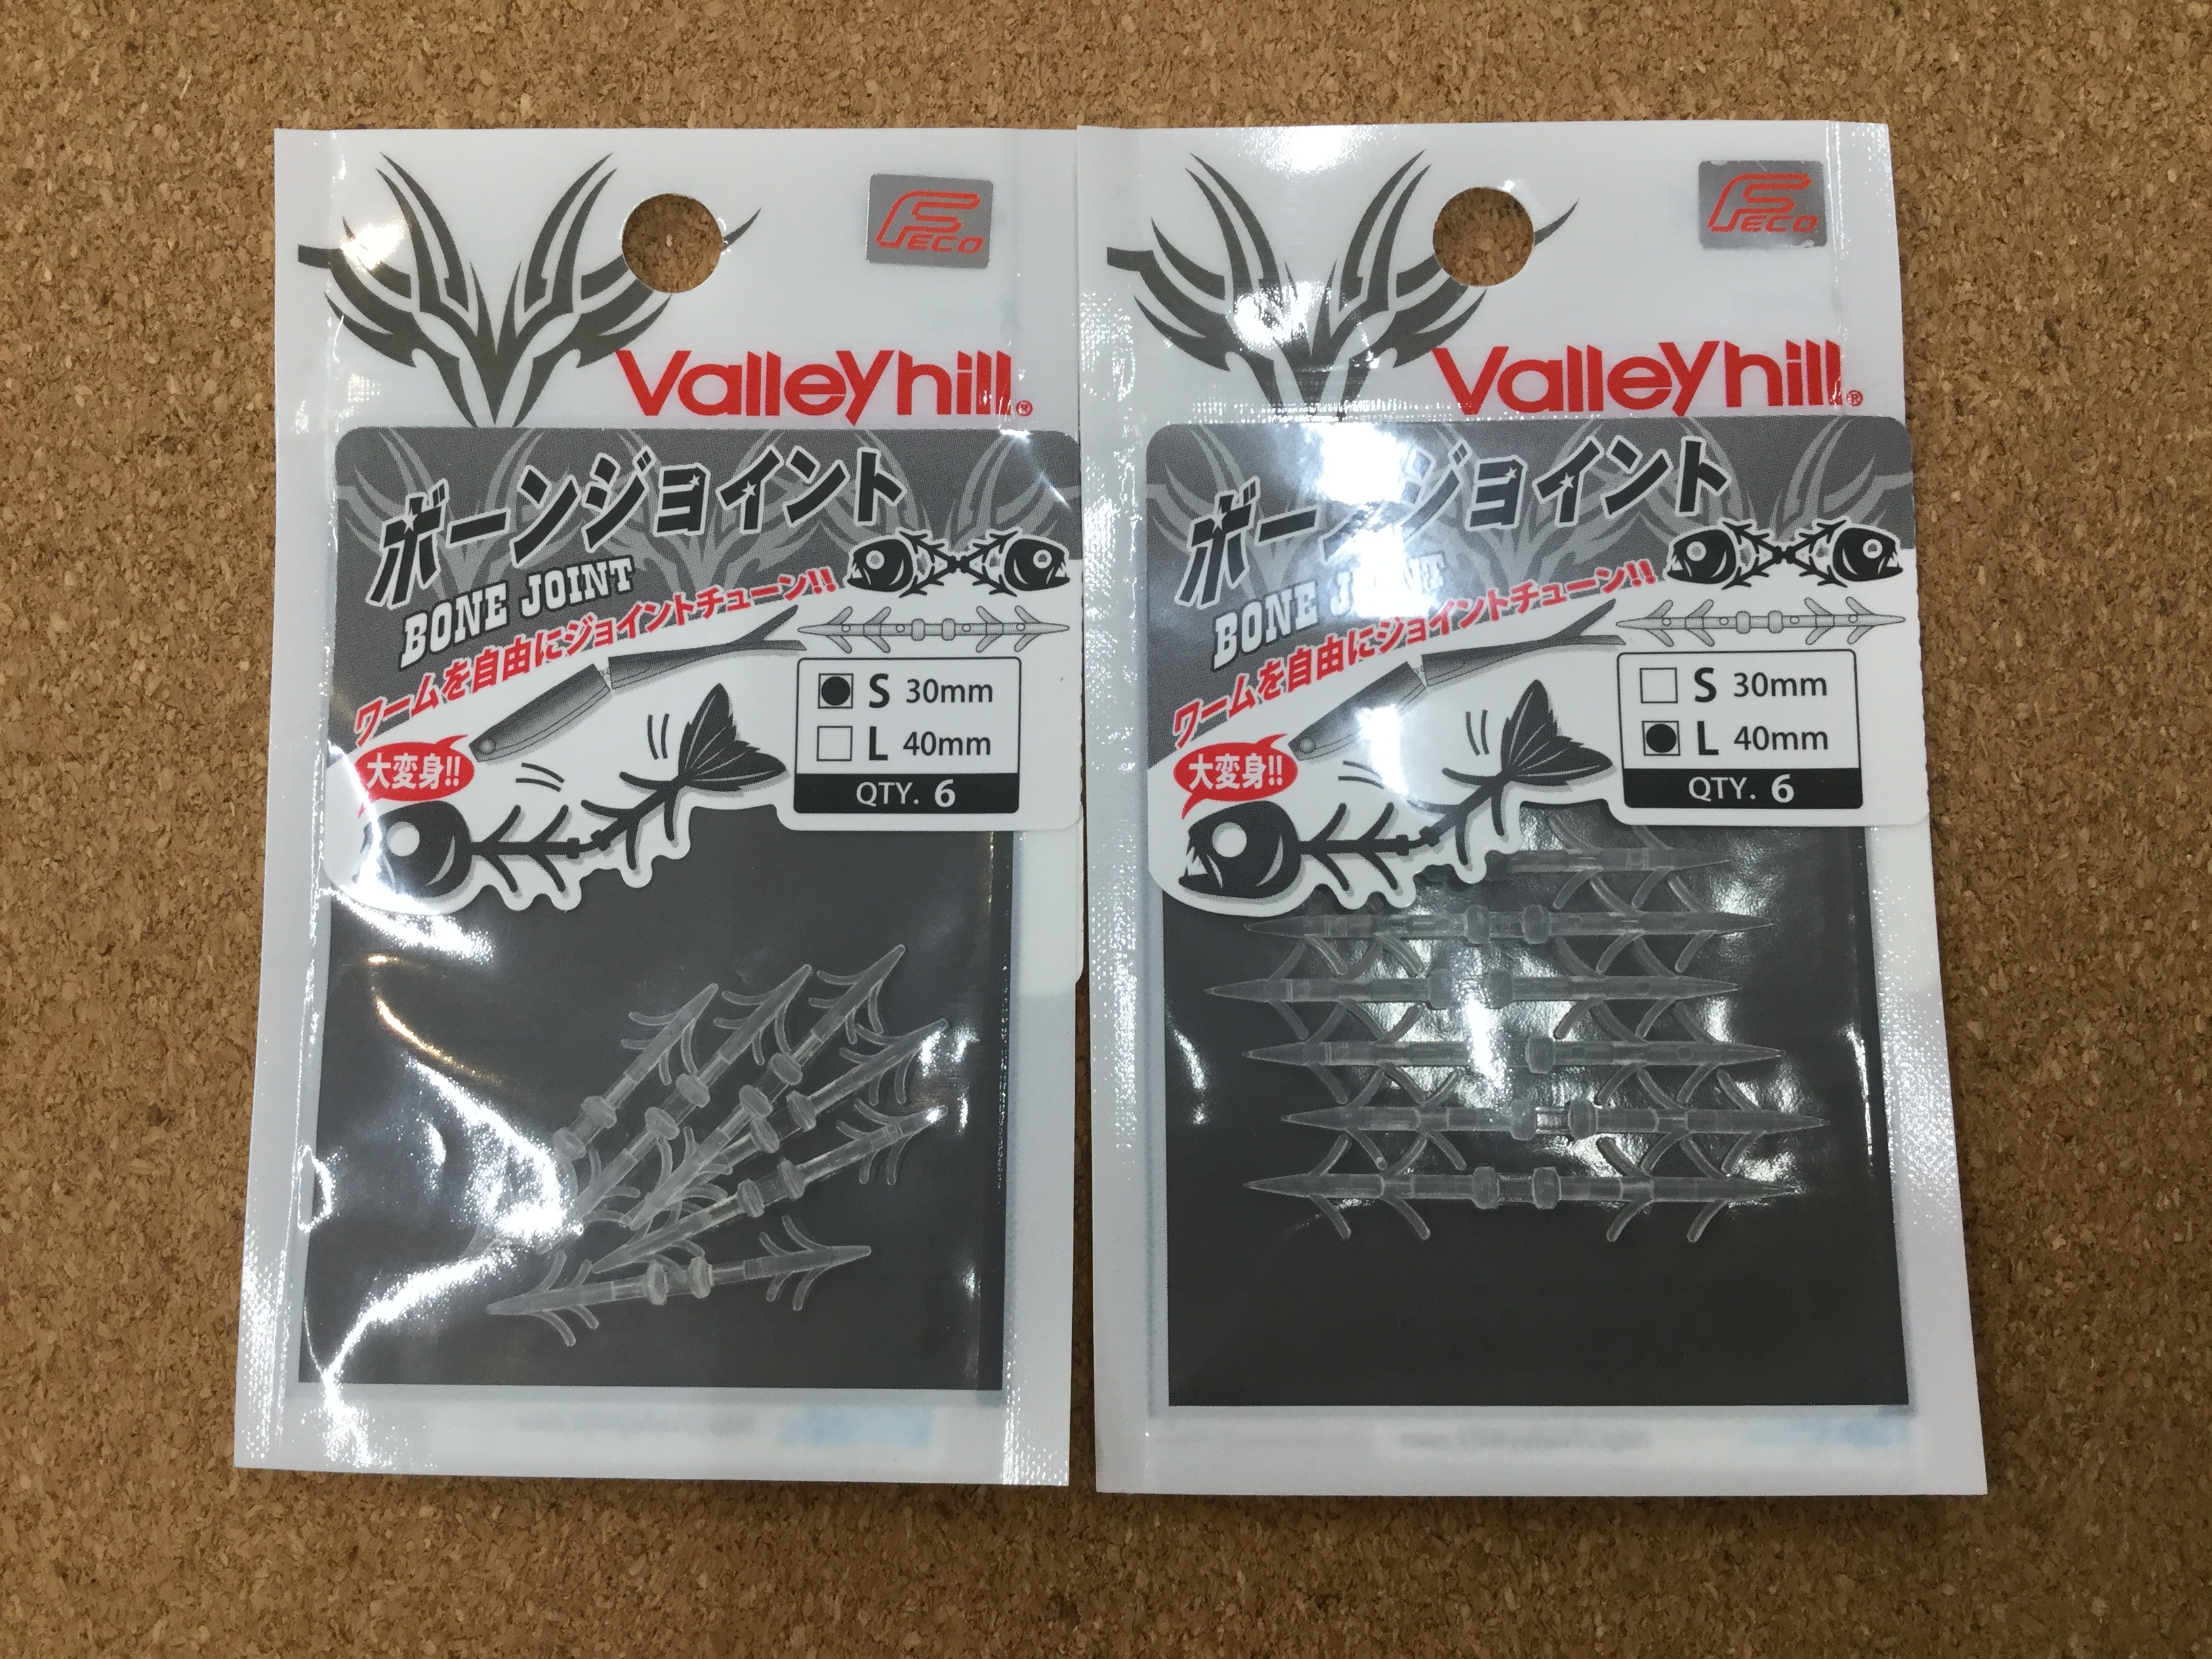 FECO
Valleyhill®
ボーンジョイント
BONE JOINT
ワームを自由にジョイントチューン!!
S 30mm
L 40mm
QTY. 6
大変身!!
FECO
Valleyhill®
ボーンジョイント
BONE JOINT
ワームを自由にジョイントチューン!!
S 30mm
L 40mm
QTY. 6
大変身!!